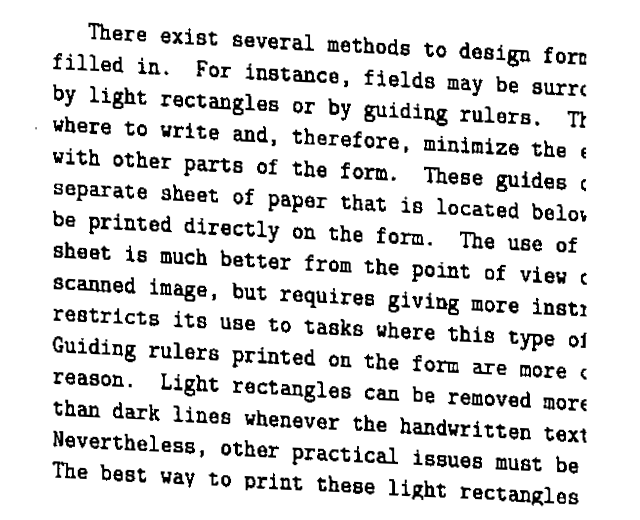 There exist several methods to design form
filled in. For instance, fields may be surro
by light rectangles or by guiding rulers. Th
where to write and, therefore, minimize the e
with other parts of the form. These guides c
separate sheet of paper that is located below
be printed directly on the form. The use of
sheet is much better from the point of view o
scanned image, but requires giving more instr
restricts its use to tasks where this type of
Guiding rulers printed on the form are more c
reason. Light rectangles can be removed more
than dark lines whenever the handwritten text
Nevertheless, other practical issues must be
The best way to print these light rectangles